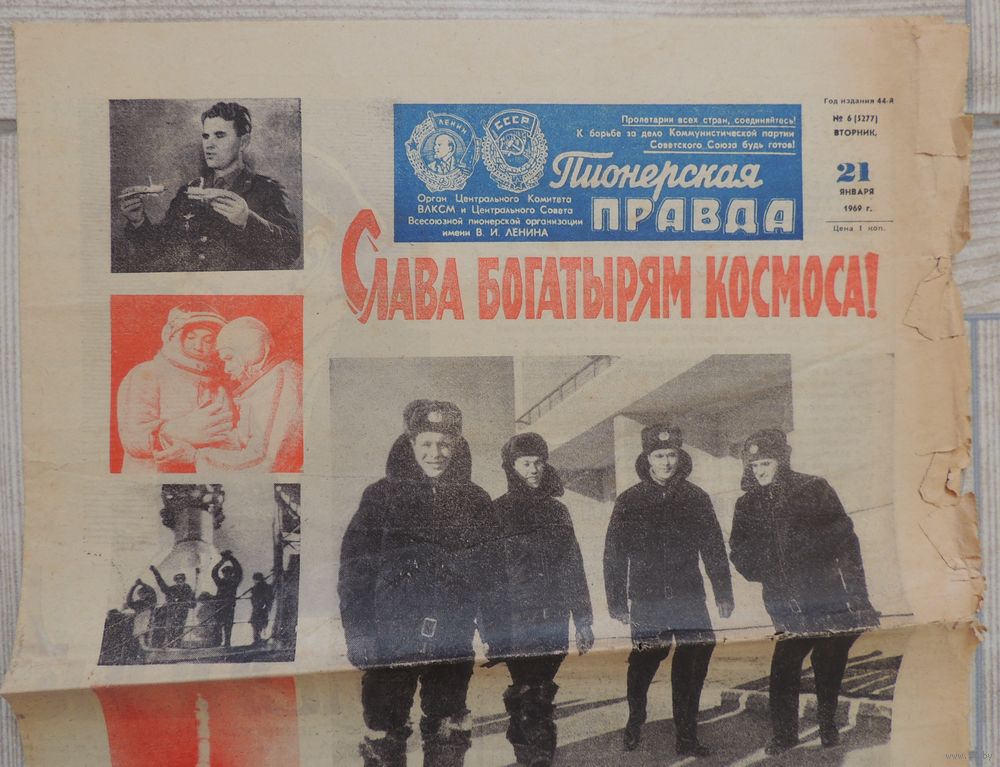 ЛЕНИН
СССР
Пролетарии всех стран, соединяйтесь!
К борьбе за дело Коммунистической партии
Советского Союза будь готов!
Пионерская
ПРАВДА
Орган Центрального Комитета
ВЛКСМ и Центрального Совета
Всесоюзной пионерской организации
имени В. И. ЛЕНИНА
Год издания 44-й
№ 6 (5277)
ВТОРНИК,
21
ЯНВАРЯ
1969 г.
Цена 1 коп.
СЛАВА БОГАТЫРЯМ КОСМОСА!